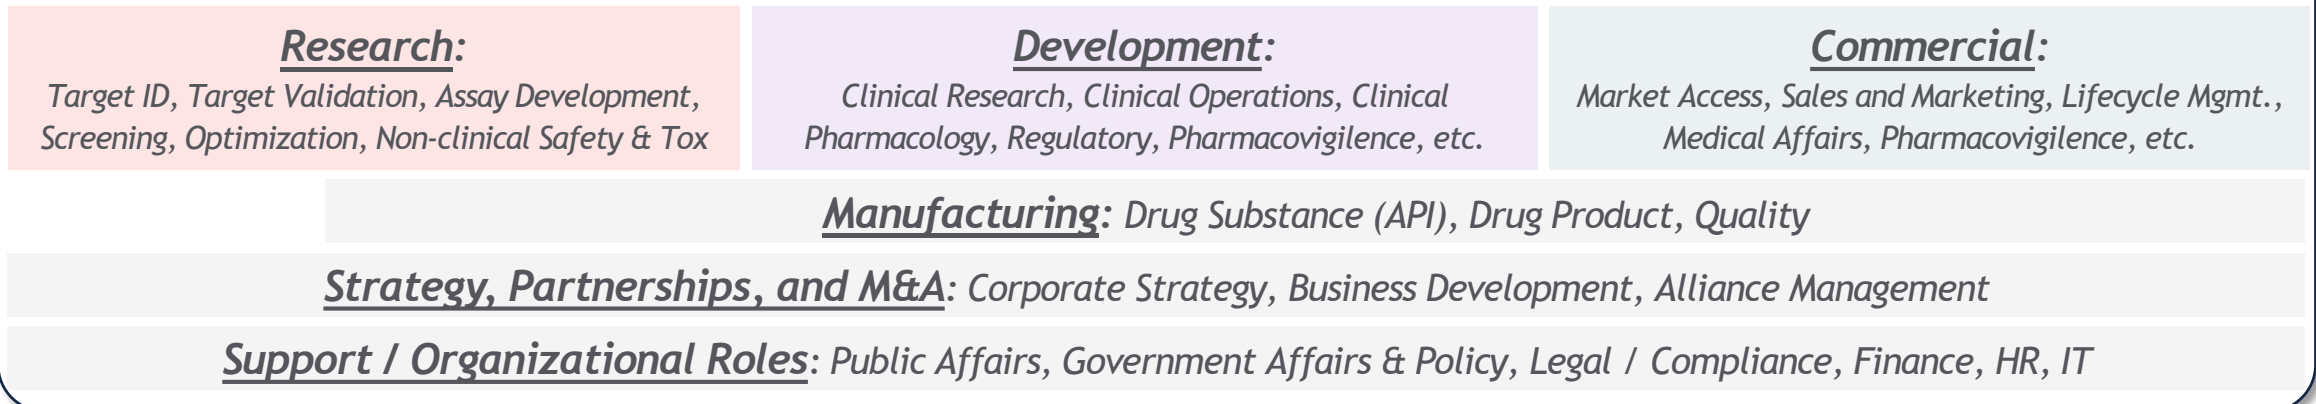 Research:
Target ID, Target Validation, Assay Development,
Screening, Optimization, Non-clinical Safety & Tox
Development:
Clinical Research, Clinical Operations, Clinical
Pharmacology, Regulatory, Pharmacovigilence, etc.
Commercial:
Market Access, Sales and Marketing, Lifecycle Mgmt.,
Medical Affairs, Pharmacovigilence, etc.
Manufacturing: Drug Substance (API), Drug Product, Quality
Strategy, Partnerships, and M&A: Corporate Strategy, Business Development, Alliance Management
Support / Organizational Roles: Public Affairs, Government Affairs & Policy, Legal / Compliance, Finance, HR, IT